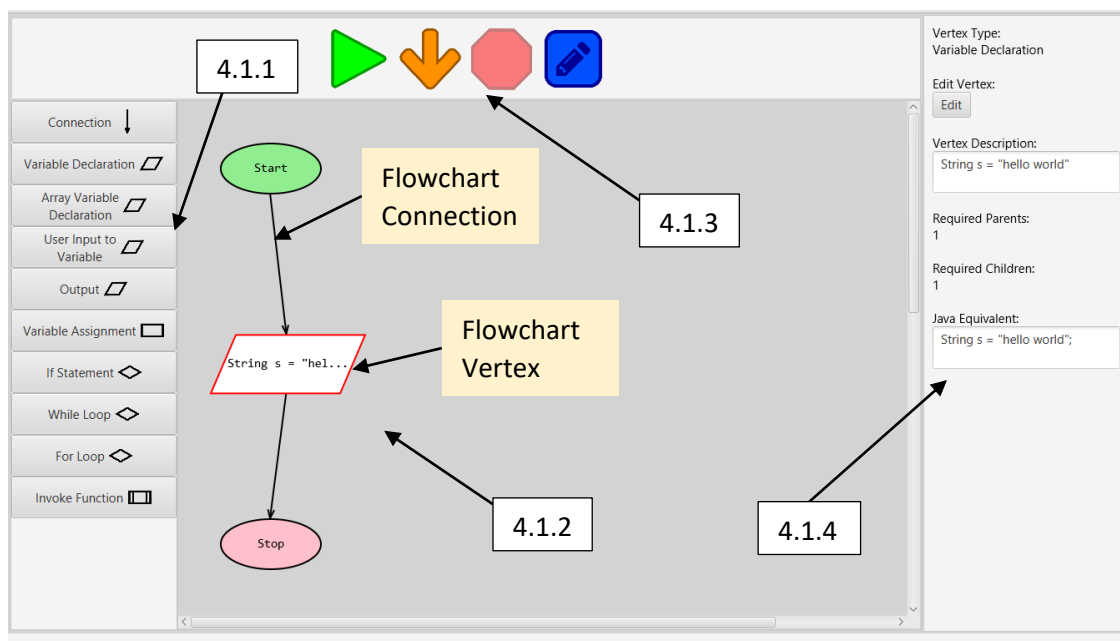 4.1.1
Connection
Variable Declaration
Array Variable
Declaration
User Input to
Variable
Output
Variable Assignment
If Statement
While Loop
For Loop
Invoke Function
Start
Flowchart
Connection
4.1.3
String s = "hel...
Flowchart
Vertex
4.1.2
Stop
4.1.4
Vertex Type:
Variable Declaration
Edit Vertex:
Edit
Vertex Description:
String s = "hello world"
Required Parents:
1
Required Children:
1
Java Equivalent:
String s = "hello world";